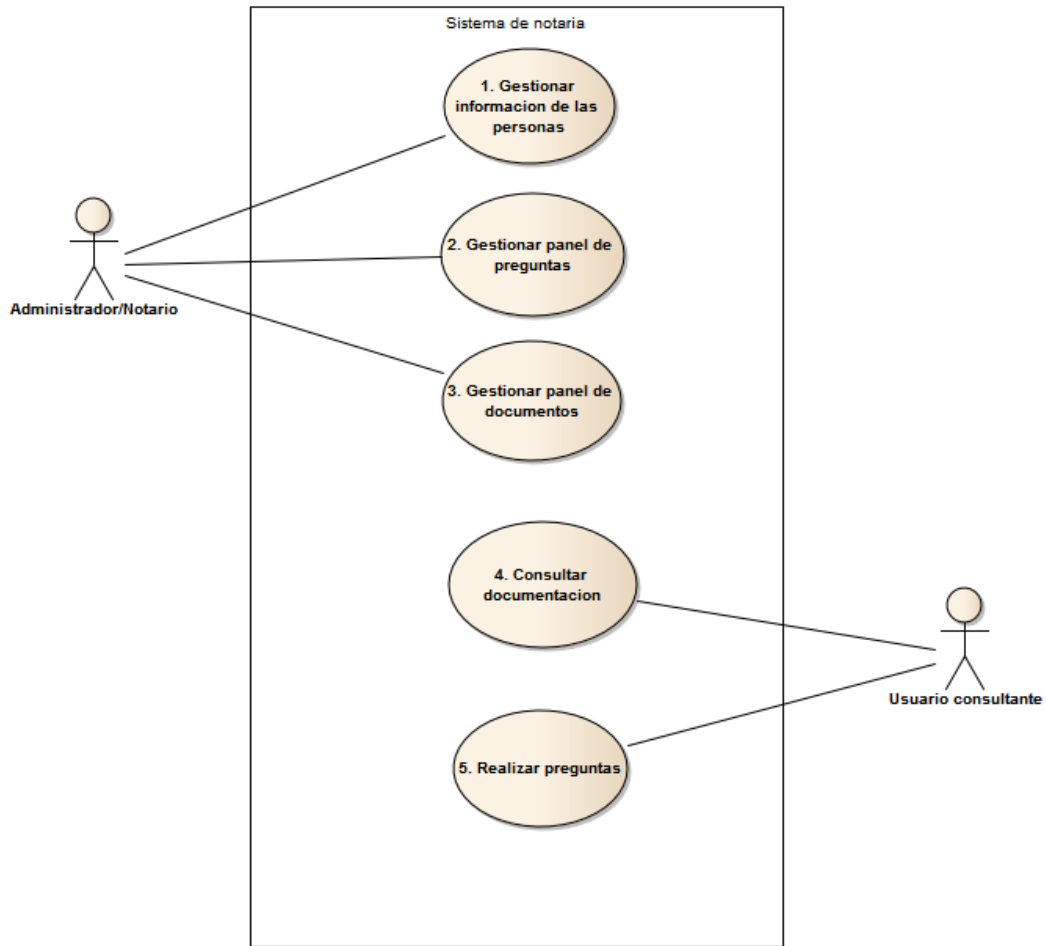 Sistema de notaria
1. Gestionar
informacion de las
personas
2. Gestionar panel de
preguntas
Administrador/Notario
3. Gestionar panel de
documentos
4. Consultar
documentacion
Usuario consultante
5. Realizar preguntas